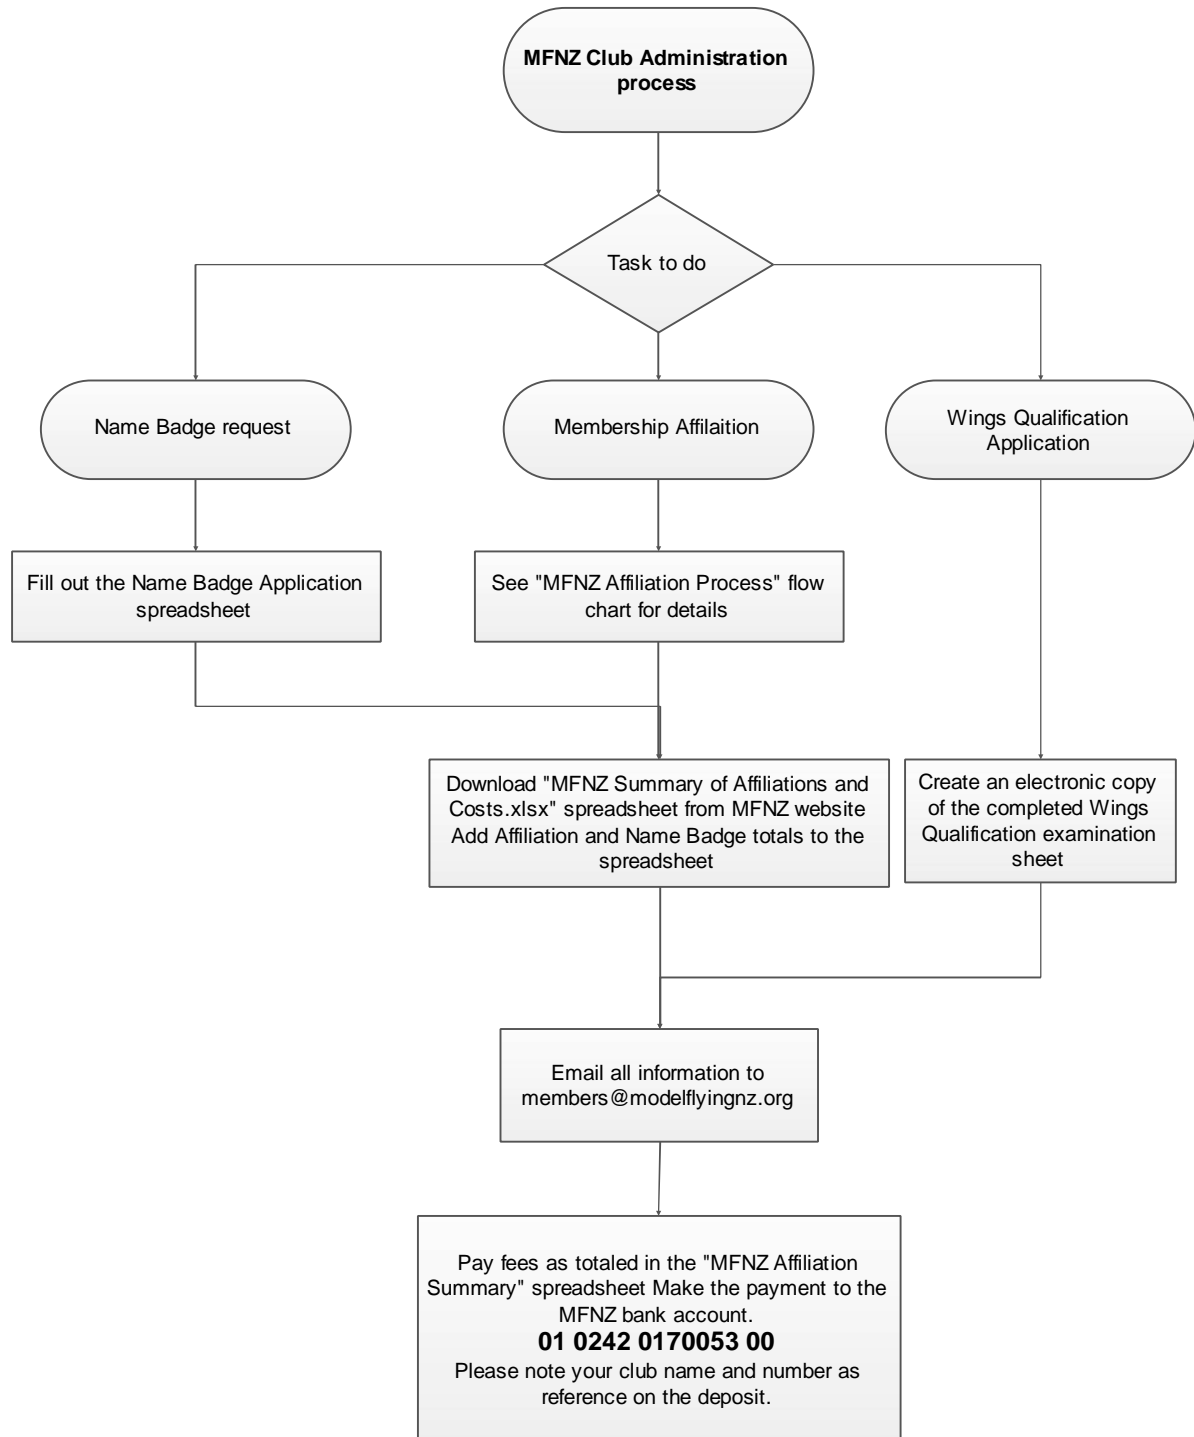 MFNZ Club Administration
process
Task to do
Name Badge request
Membership Affilaition
Wings Qualification
Application
Fill out the Name Badge Application
spreadsheet
See "MFNZ Affiliation Process" flow
chart for details
Download "MFNZ Summary of Affiliations and
Costs.xlsx" spreadsheet from MFNZ website
Add Affiliation and Name Badge totals to the
spreadsheet
Create an electronic copy
of the completed Wings
Qualification examination
sheet
Email all information to
members@modelflyingnz.org
Pay fees as totaled in the "MFNZ Affiliation
Summary" spreadsheet Make the payment to the
MFNZ bank account.
01 0242 0170053 00
Please note your club name and number as
reference on the deposit.